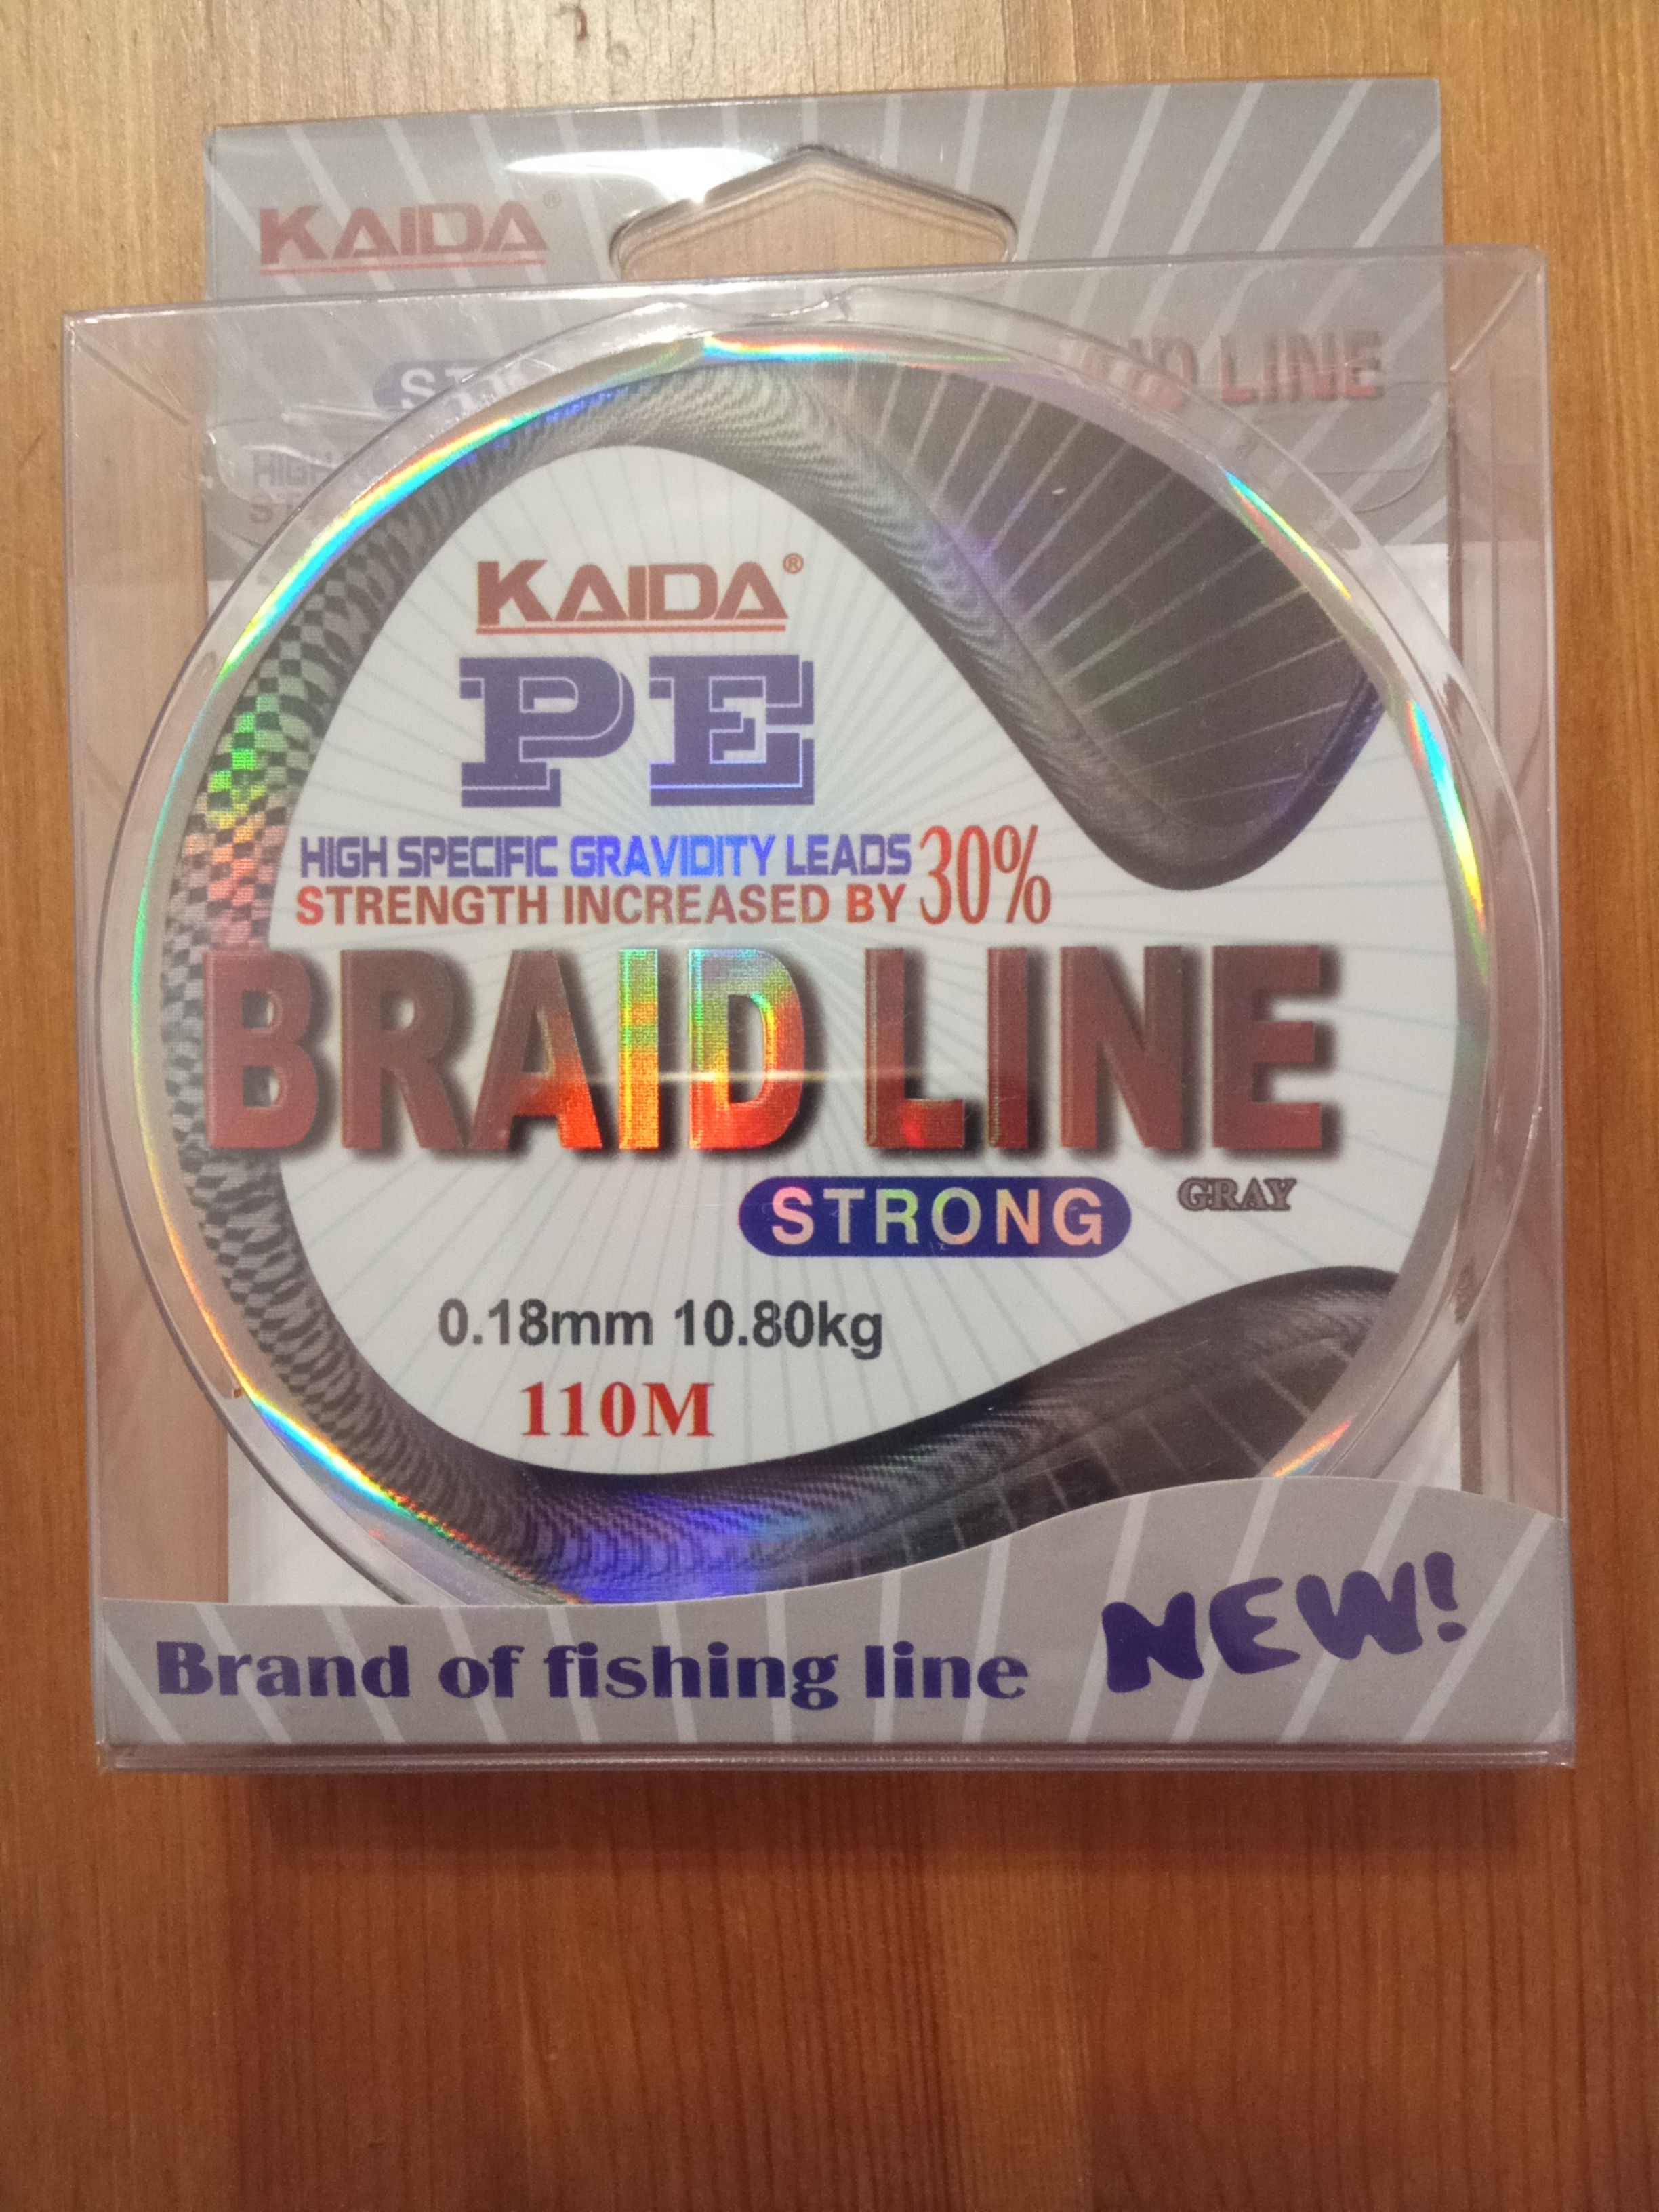 KAIDA®
LINE
KAIDA®
PE
HIGH SPECIFIC GRAVIDITY LEADS
STRENGTH INCREASED BY 30%
BRAID LINE
STRONG GRAY
0.18mm 10.80kg
110M
Brand of fishing line NEW!